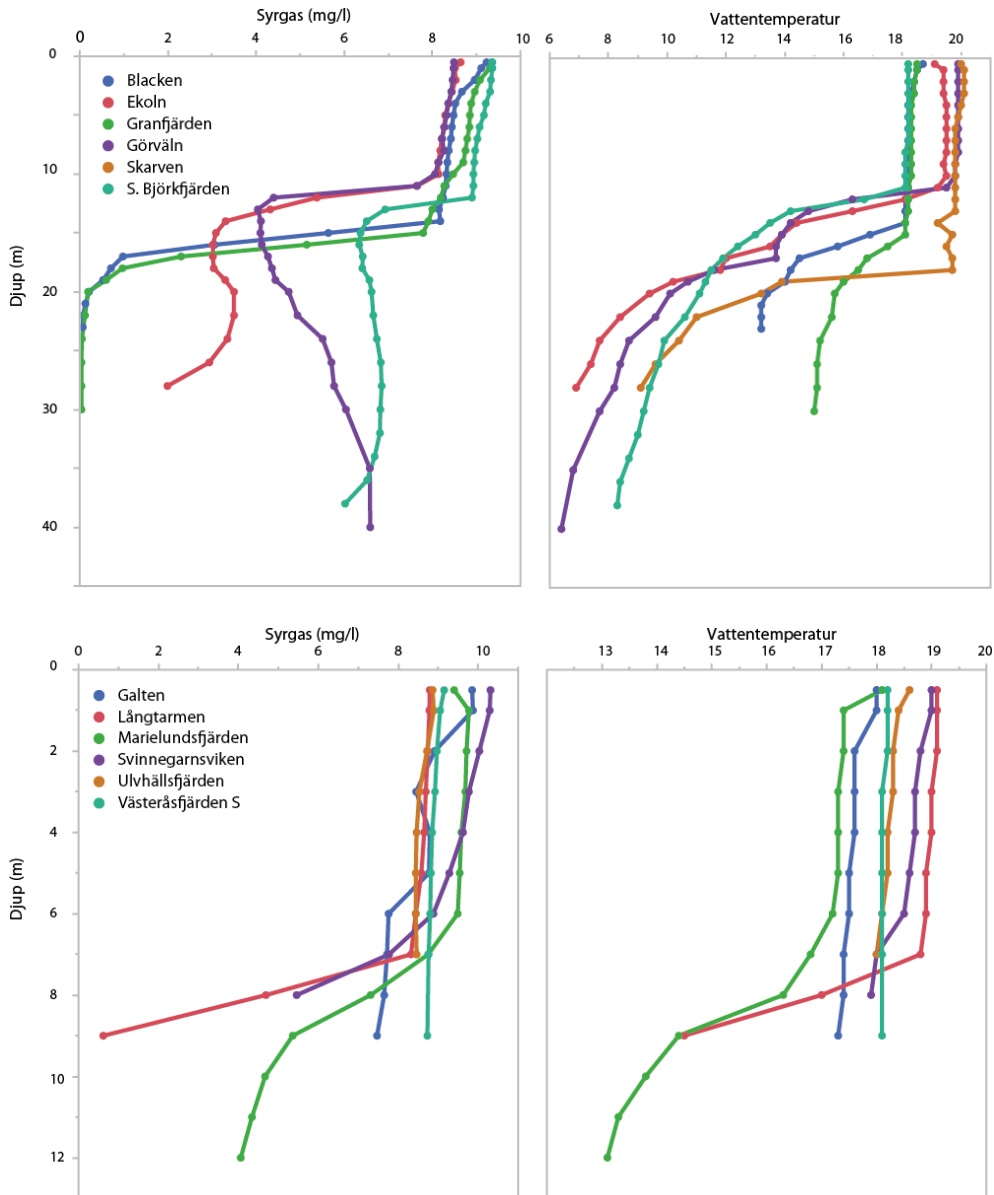 Syrgas (mg/l)
0 2 4 6 8 10
Vattentemperatur
6 8 10 12 14 16 18 20
0
10
20
30
40
Djup (m)
Blacken
Ekoln
Granfjärden
Görväln
Skarven
S. Björkfjärden
Syrgas (mg/l)
0 2 4 6 8 10
Vattentemperatur
13 14 15 16 17 18 19 20
0
2
4
6
8
10
12
Djup (m)
Galten
Långtarmen
Marielundsfjärden
Svinnegarnsviken
Ulvhällsfjärden
Västeråsfjärden S